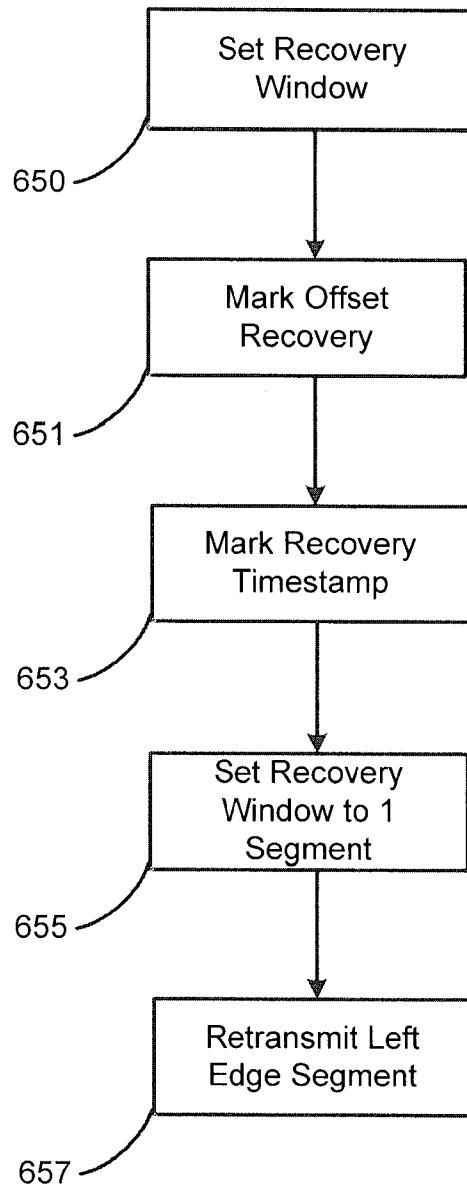 Set Recovery
Window
650
Mark Offset
Recovery
651
Mark Recovery
Timestamp
653
Set Recovery
Window to 1
Segment
655
Retransmit Left
Edge Segment
657